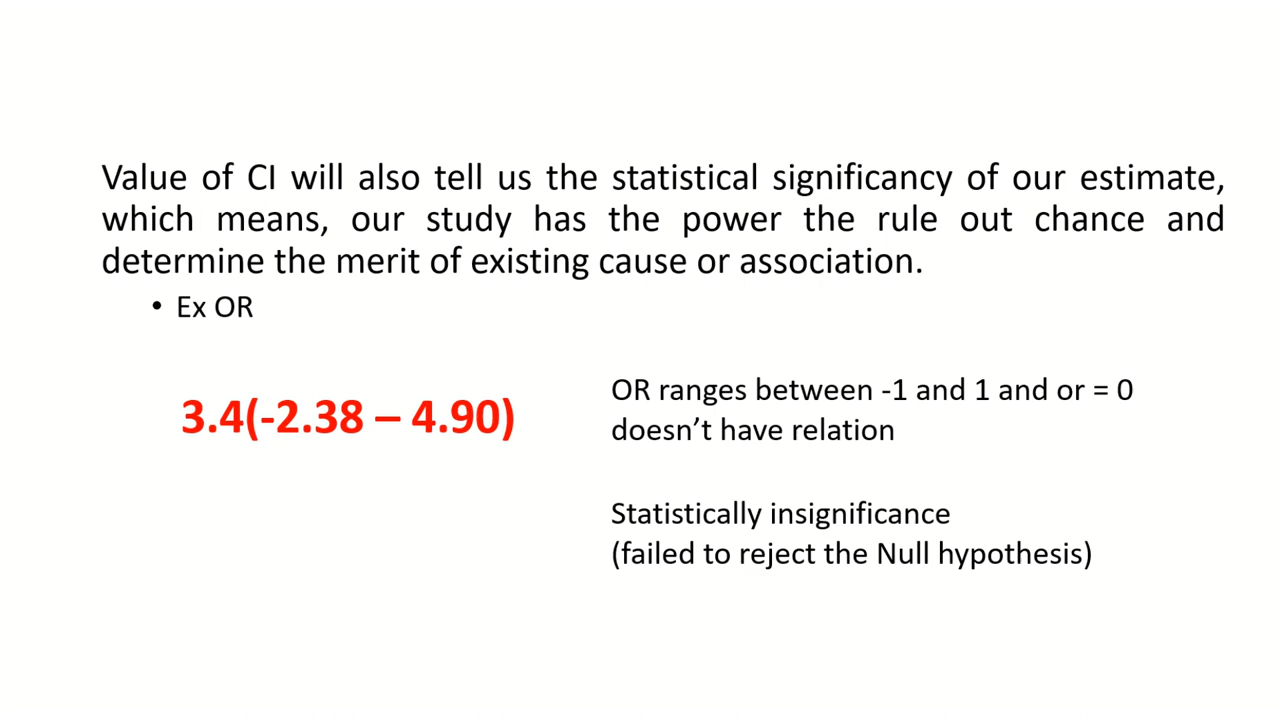 Value of CI will also tell us the statistical significancy of our estimate,
which means, our study has the power the rule out chance and
determine the merit of existing cause or association.
• Ex OR
3.4(-2.38 – 4.90)
OR ranges between -1 and 1 and or = 0
doesn’t have relation
Statistically insignificance
(failed to reject the Null hypothesis)